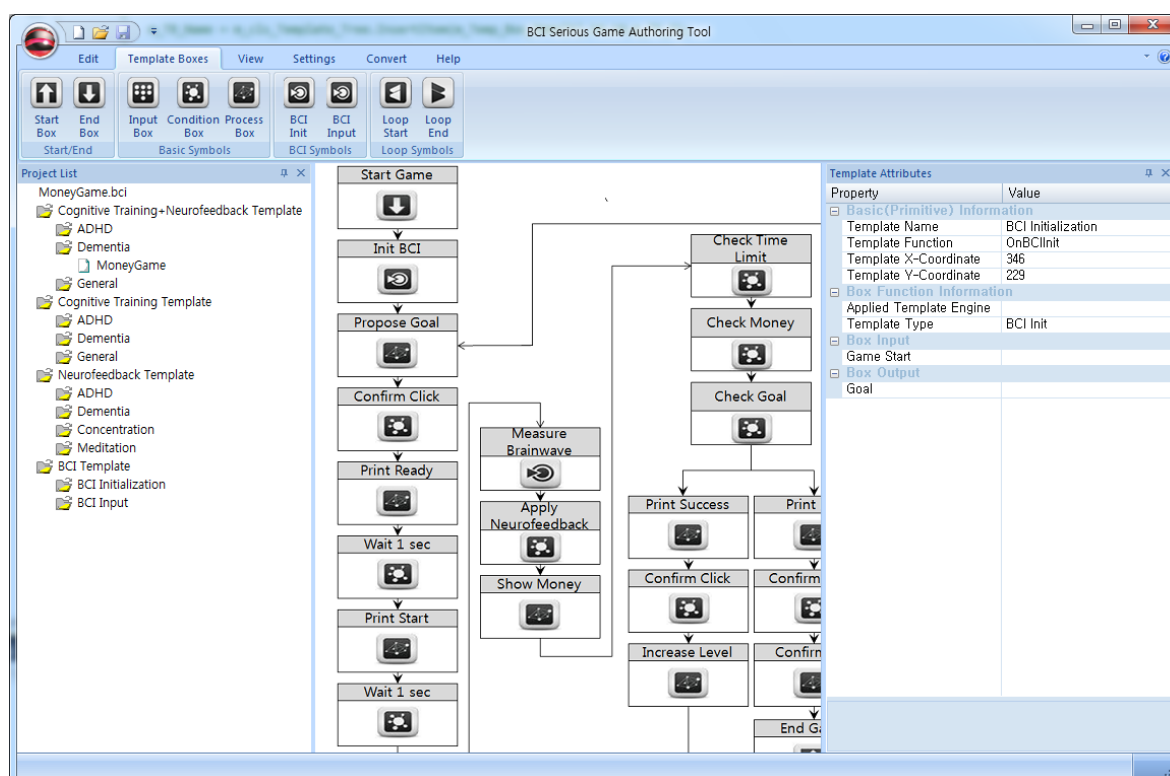 BCI Serious Game Authoring Tool
Edit Template Boxes View Settings Convert Help
Start Box
End Box
Input Box
Condition Box
Process Box
BCI Init
BCI Input
Loop Start
Loop End
Start/End
Basic Symbols
BCI Symbols
Loop Symbols
Project List
MoneyGame.bci
Cognitive Training+Neurofeedback Template
ADHD
Dementia
MoneyGame
General
Cognitive Training Template
ADHD
Dementia
General
Neurofeedback Template
ADHD
Dementia
Concentration
Meditation
BCI Template
BCI Initialization
BCI Input
Start Game
Init BCI
Propose Goal
Confirm Click
Print Ready
Wait 1 sec
Print Start
Wait 1 sec
Measure
Brainwave
Apply
Neurofeedback
Show Money
Check Time
Limit
Check Money
Check Goal
Print Success
Confirm Click
Increase Level
Print
Confirm
Confirm
End Ga
Template Attributes
Property Value
Basic(Primitive) Information
Template Name BCI Initialization
Template Function OnBCIInit
Template X-Coordinate 346
Template Y-Coordinate 229
Box Function Information
Applied Template Engine
Template Type BCI Init
Box Input
Game Start
Box Output
Goal